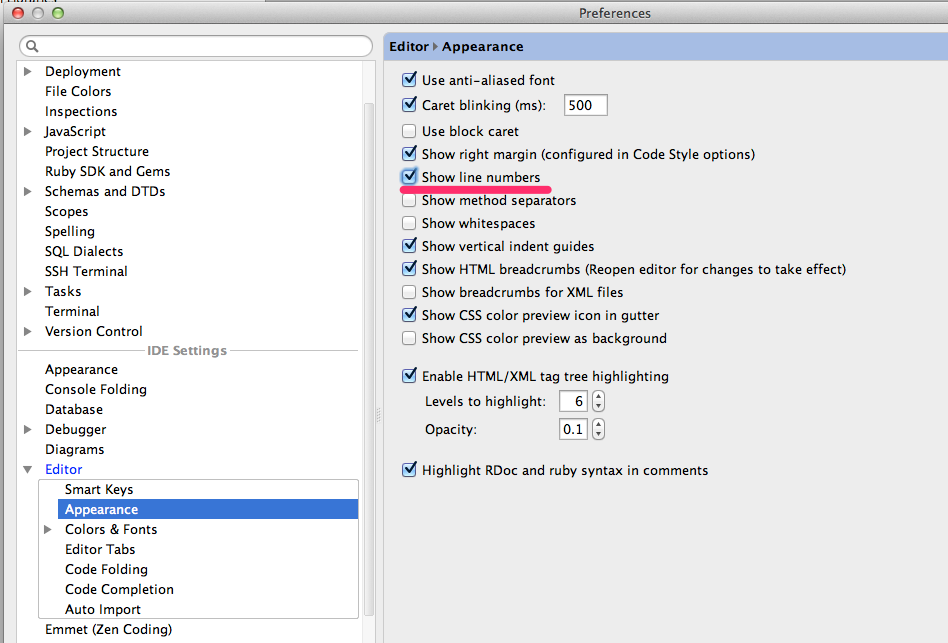 Preferences
Deployment
File Colors
Inspections
JavaScript
Project Structure
Ruby SDK and Gems
Schemas and DTDs
Scopes
Spelling
SQL Dialects
SSH Terminal
Tasks
Terminal
Version Control
IDE Settings
Appearance
Console Folding
Database
Debugger
Diagrams
Editor
Smart Keys
Appearance
Colors & Fonts
Editor Tabs
Code Folding
Code Completion
Auto Import
Emmet (Zen Coding)
Editor ▸ Appearance
Use anti-aliased font
Caret blinking (ms): 500
Use block caret
Show right margin (configured in Code Style options)
Show line numbers
Show method separators
Show whitespaces
Show vertical indent guides
Show HTML breadcrumbs (Reopen editor for changes to take effect)
Show breadcrumbs for XML files
Show CSS color preview icon in gutter
Show CSS color preview as background
Enable HTML/XML tag tree highlighting
Levels to highlight: 6
Opacity: 0.1
Highlight RDoc and ruby syntax in comments